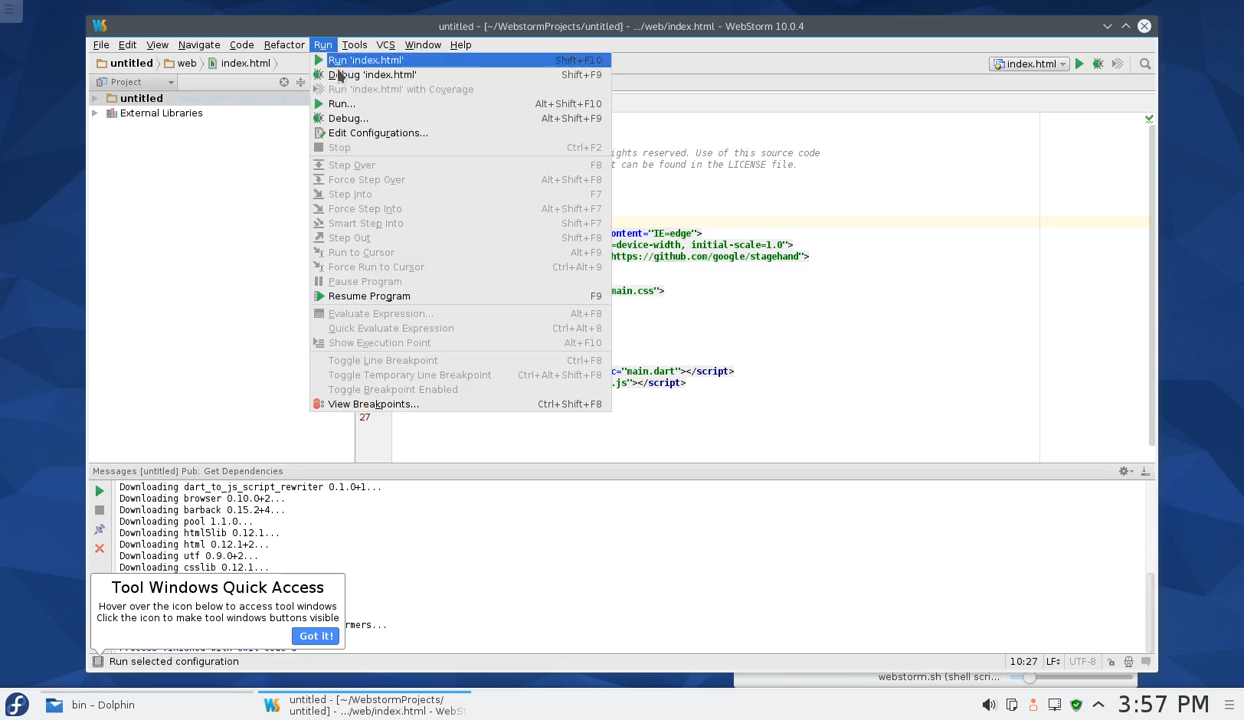 untitled - [~/WebstormProjects/untitled] - .../web/index.html - WebStorm 10.0.4
File Edit View Navigate Code Refactor Run Tools VCS Window Help
untitled web index.html
index.html
Project
untitled
External Libraries
Run 'index.html' Shift+F10
Debug 'index.html' Shift+F9
Run 'index.html' with Coverage
Run... Alt+Shift+F10
Debug... Alt+Shift+F9
Edit Configurations...
Stop Ctrl+F2
Step Over F8
Force Step Over Alt+Shift+F8
Step Into F7
Force Step Into Alt+Shift+F7
Smart Step Into Shift+F7
Step Out Shift+F8
Run to Cursor Alt+F9
Force Run to Cursor Ctrl+Alt+9
Pause Program
Resume Program F9
Evaluate Expression... Alt+F8
Quick Evaluate Expression Ctrl+Alt+8
Show Execution Point Alt+F10
Toggle Line Breakpoint Ctrl+F8
Toggle Temporary Line Breakpoint Ctrl+Alt+Shift+F8
Toggle Breakpoint Enabled
View Breakpoints... Ctrl+Shift+F8
ights reserved. Use of this source code
t can be found in the LICENSE file.
ontent="IE=edge">
=device-width, initial-scale=1.0">
https://github.com/google/stagehand">
main.css">
c="main.dart"></script>
.js"></script>
27
Messages [untitled] Pub: Get Dependencies
Downloading dart_to_js_script_rewriter 0.1.0+1...
Downloading browser 0.10.0+2...
Downloading barback 0.15.2+4...
Downloading pool 1.1.0...
Downloading html5lib 0.12.1...
Downloading html 0.12.1+2...
Downloading utf 0.9.0+2...
Downloading csslib 0.12.1...
Tool Windows Quick Access
Hover over the icon below to access tool windows
Click the icon to make tool windows buttons visible
Got it!
rmers...
Run selected configuration
10:27 LF UTF-8
webstorm.sh (shell scri...
bin - Dolphin
untitled - [~/WebstormProjects/
untitled] - .../web/index.html - WebSt
3:57 PM